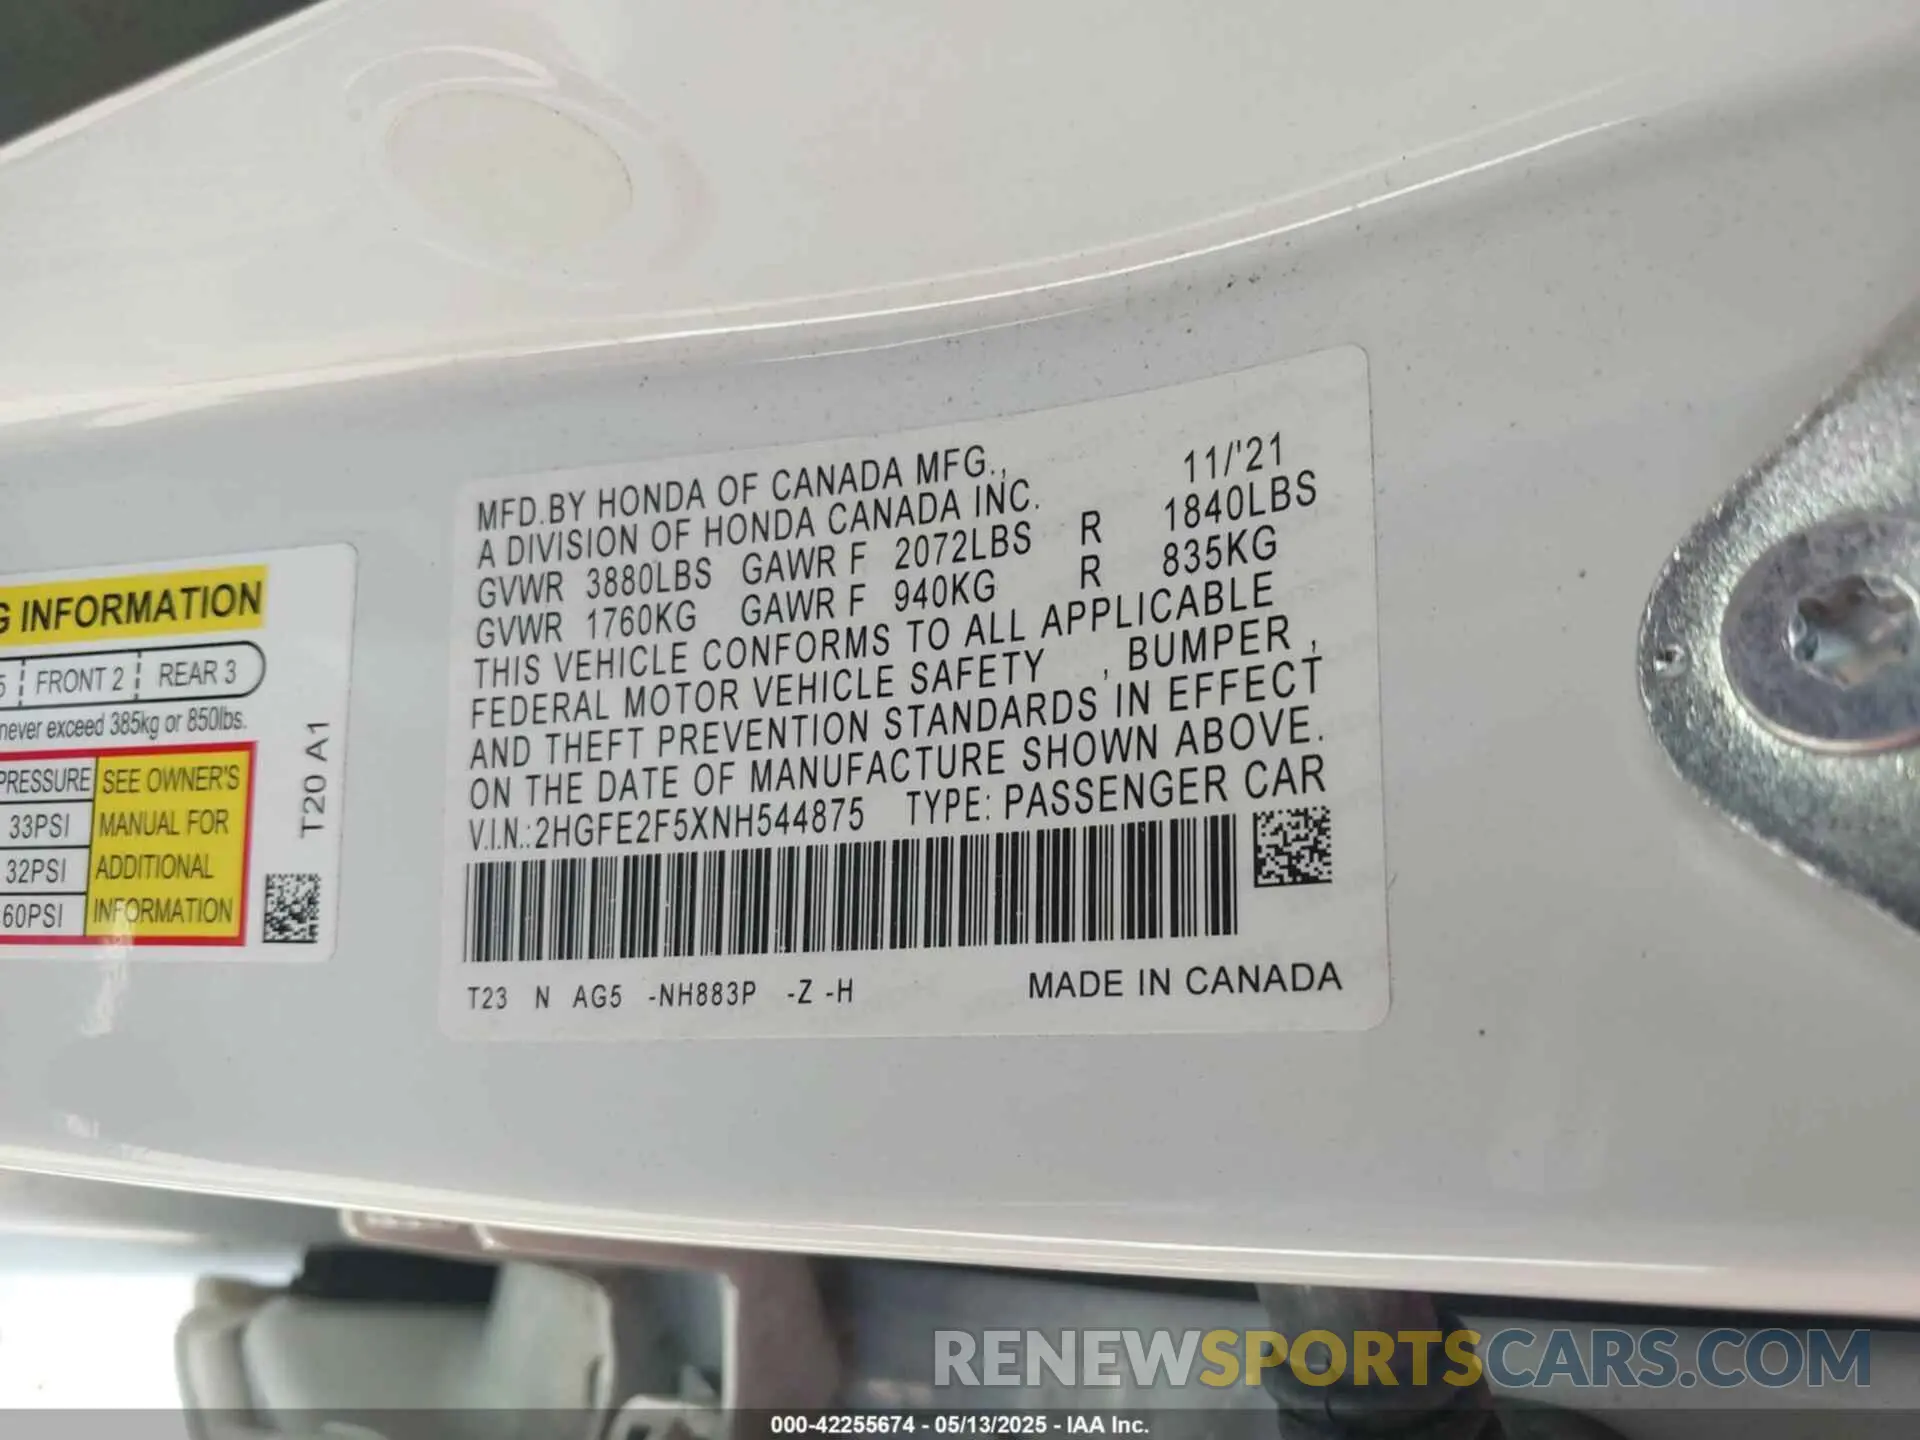 G INFORMATION
5 FRONT 2 REAR 3
never exceed 385kg or 850lbs.
PRESSURE SEE OWNER'S
33PSI MANUAL FOR
32PSI ADDITIONAL
60PSI INFORMATION
T20 A1
MFD.BY HONDA OF CANADA MFG., 11/'21
A DIVISION OF HONDA CANADA INC.
GVWR 3880LBS GAWR F 2072LBS R 1840LBS
GVWR 1760KG GAWR F 940KG R 835KG
THIS VEHICLE CONFORMS TO ALL APPLICABLE
FEDERAL MOTOR VEHICLE SAFETY , BUMPER ,
AND THEFT PREVENTION STANDARDS IN EFFECT
ON THE DATE OF MANUFACTURE SHOWN ABOVE.
V.I.N.:2HGFE2F5XNH544875 TYPE: PASSENGER CAR
T23 N AG5 -NH883P -Z -H MADE IN CANADA
RENEWSPORTSCARS.COM
000-42255674 - 05/13/2025 - IAA Inc.